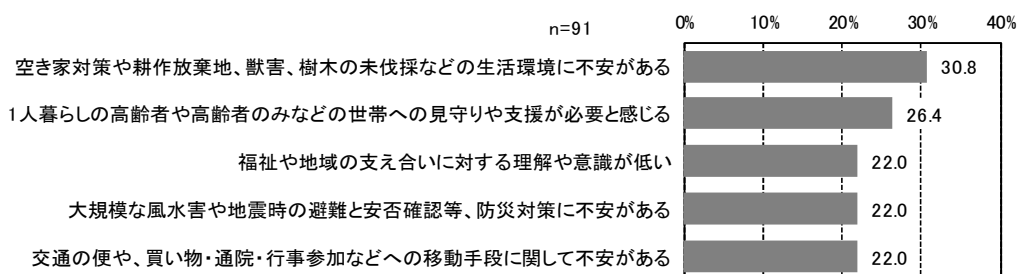 n=91
0% 10% 20% 30% 40%
空き家対策や耕作放棄地、獣害、樹木の未伐採などの生活環境に不安がある 30.8
1人暮らしの高齢者や高齢者のみなどの世帯への見守りや支援が必要と感じる 26.4
福祉や地域の支え合いに対する理解や意識が低い 22.0
大規模な風水害や地震時の避難と安否確認等、防災対策に不安がある 22.0
交通の便や、買い物・通院・行事参加などへの移動手段に関して不安がある 22.0